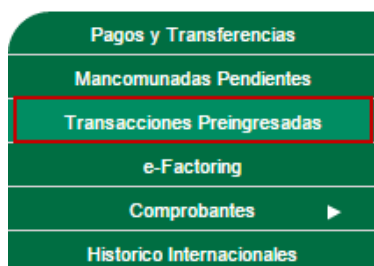 Pagos y Transferencias
Mancomunadas Pendientes
Transacciones Preingresadas
e-Factoring
Comprobantes
Historico Internacionales